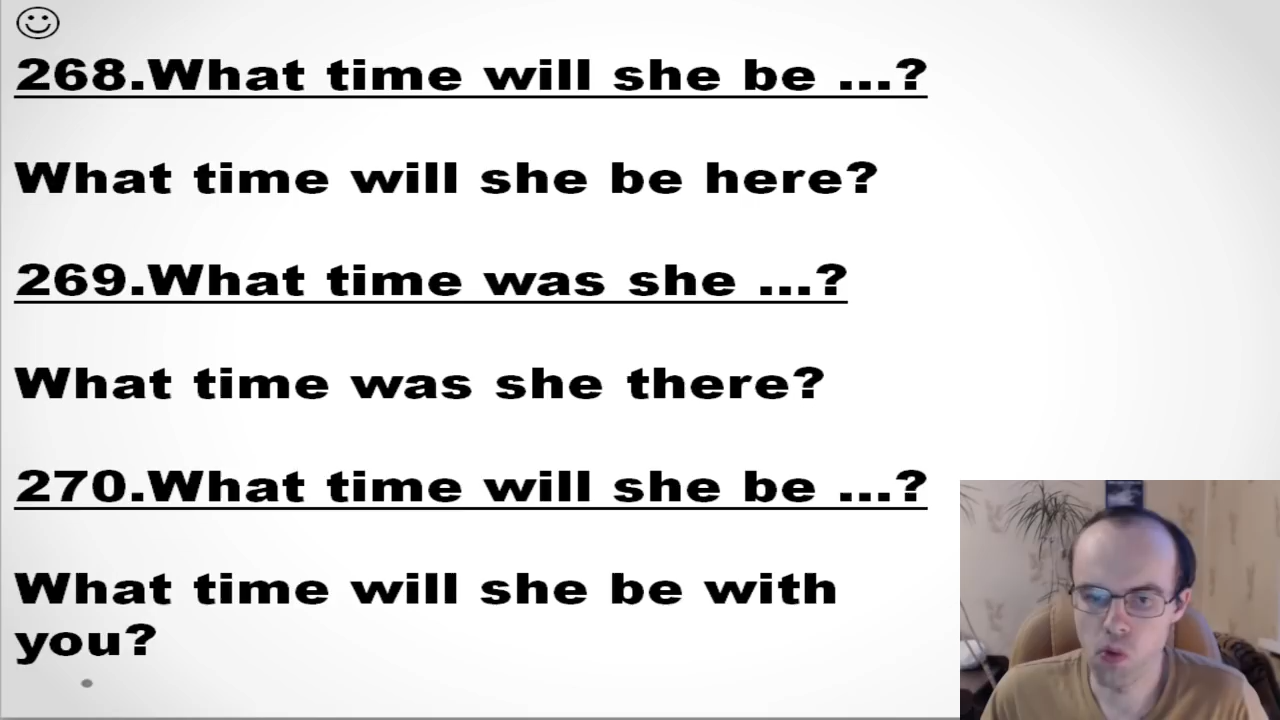 268.What time will she be ...?
What time will she be here?
269.What time was she ...?
What time was she there?
270.What time will she be ...?
What time will she be with
you?